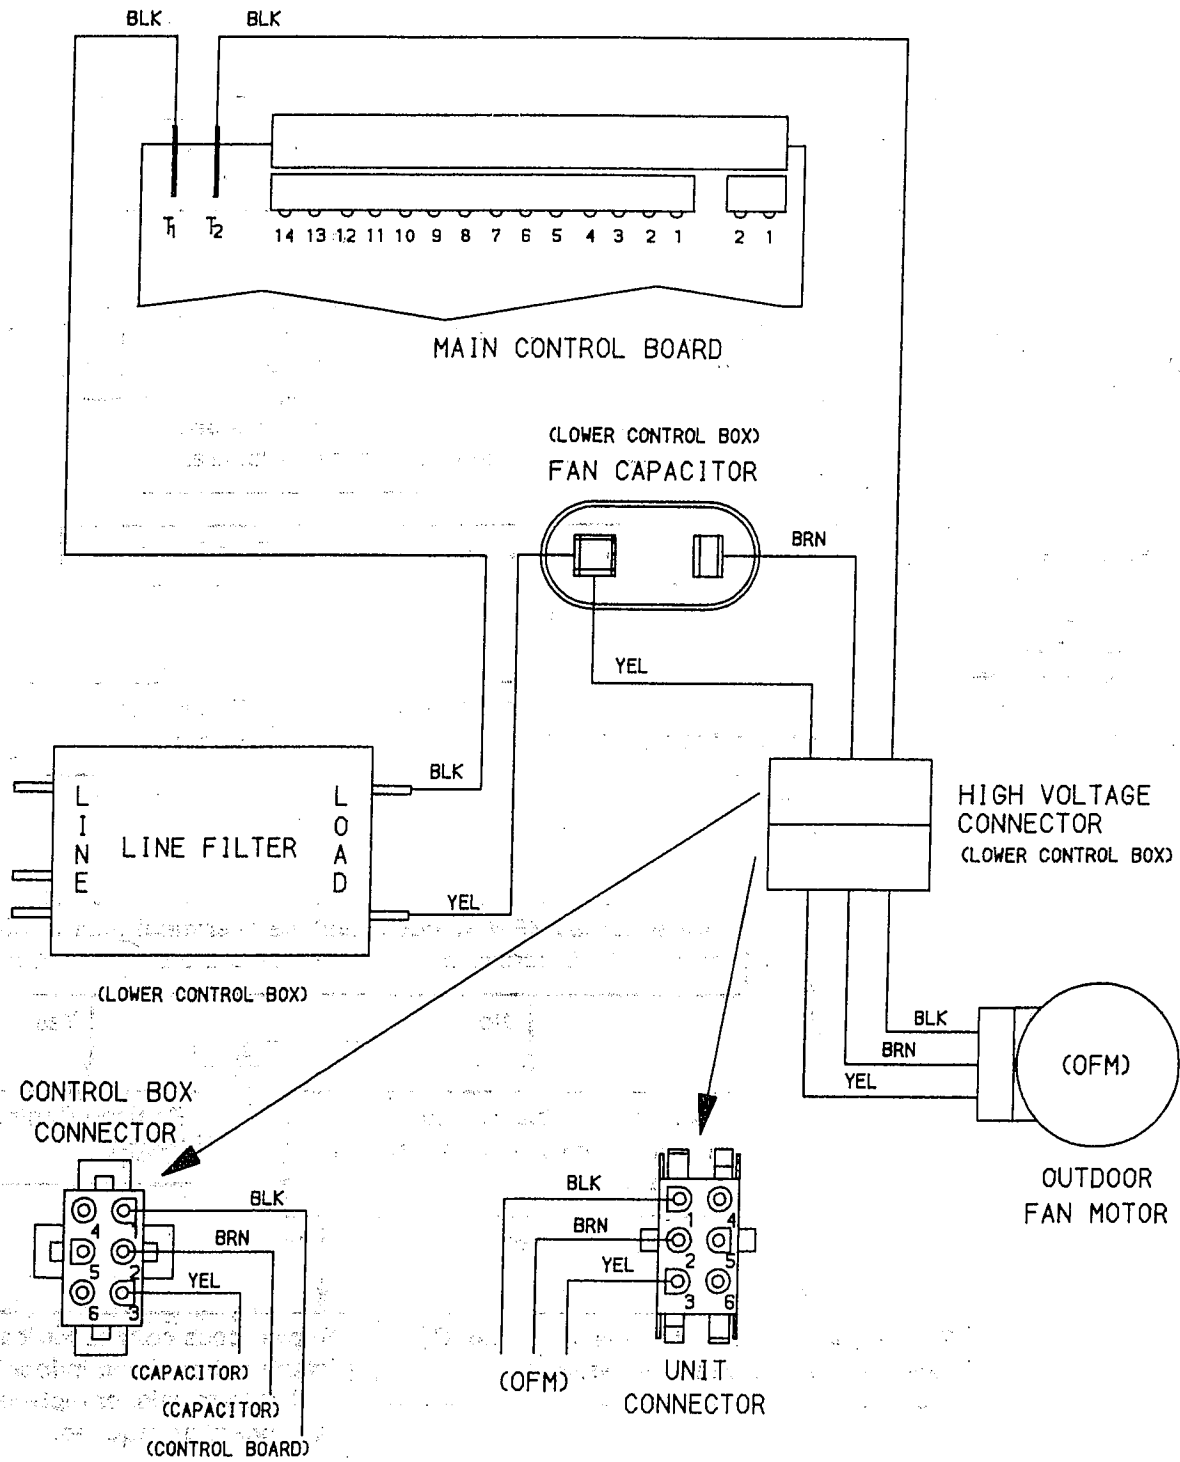 BLK BLK
T1 T2
14 13 12 11 10 9 8 7 6 5 4 3 2 1 2 1
MAIN CONTROL BOARD
(LOWER CONTROL BOX)
FAN CAPACITOR
BRN
YEL
BLK
LINE
LINE FILTER
LOAD
YEL
(LOWER CONTROL BOX)
HIGH VOLTAGE
CONNECTOR
(LOWER CONTROL BOX)
BLK
BRN
YEL
(OFM)
OUTDOOR
FAN MOTOR
CONTROL BOX
CONNECTOR
BLK
BRN
YEL
4 1
5 2
6 3
(CAPACITOR)
(CAPACITOR)
(CONTROL BOARD)
BLK
BRN
YEL
1 4
2 5
3 6
(OFM)
UNIT
CONNECTOR